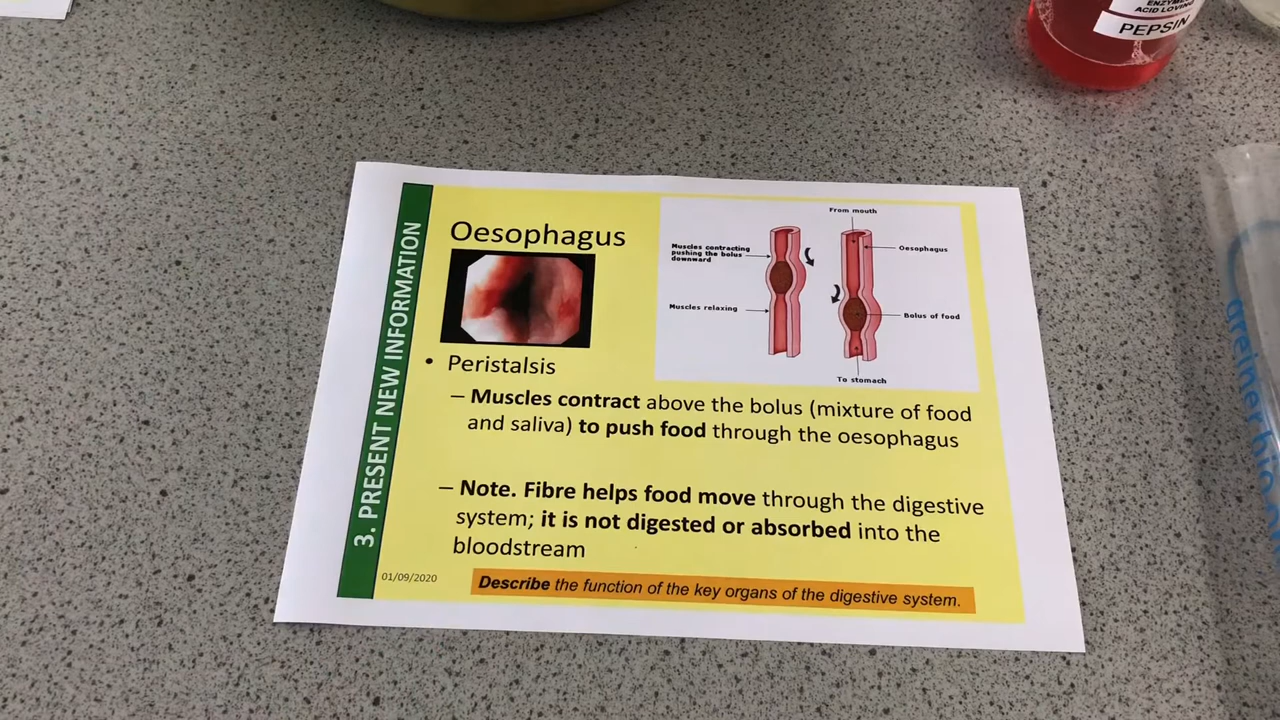 ENZYME
ACID LOVING
PEPSIN
3. PRESENT NEW INFORMATION
Oesophagus
From mouth
Muscles contracting
pushing the bolus
downward
Oesophagus
Muscles relaxing
Bolus of food
To stomach
• Peristalsis
– Muscles contract above the bolus (mixture of food
and saliva) to push food through the oesophagus
– Note. Fibre helps food move through the digestive
system; it is not digested or absorbed into the
bloodstream
01/09/2020
Describe the function of the key organs of the digestive system.
greiner bio-